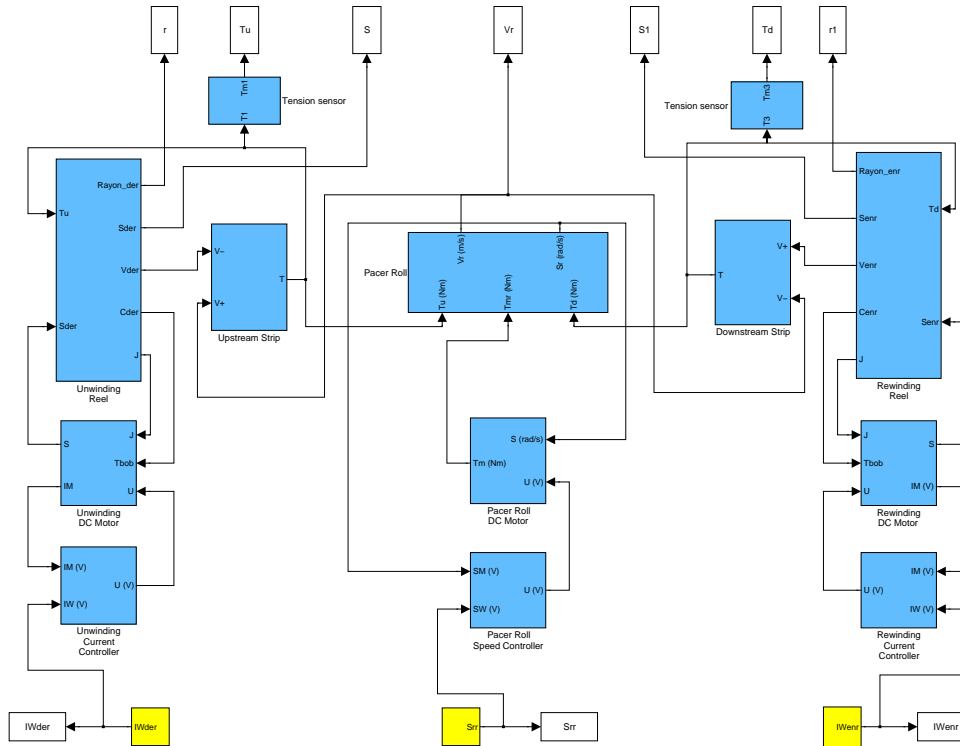 r
Tu
S
Vr
S1
Td
r1
Tm1
T1
Tension sensor
Tension sensor
Tm3
T3
Rayon_der
Tu
Sder
Vder
Cder
Sder
J
Unwinding
Reel
V−
T
V+
Upstream Strip
Pacer Roll
Vr (m/s)
Sr (rad/s)
Tu (Nm)
Tmr (Nm)
Td (Nm)
V+
T
V−
Downstream Strip
Rayon_enr
Td
Senr
Venr
Cenr
Senr
J
Rewinding
Reel
J
S
Tbob
IM
U
Unwinding
DC Motor
S (rad/s)
Tm (Nm)
U (V)
Pacer Roll
DC Motor
J
S
Tbob
IM (V)
U
Rewinding
DC Motor
IM (V)
U (V)
IW (V)
Unwinding
Current
Controller
SM (V)
U (V)
SW (V)
Pacer Roll
Speed Controller
IM (V)
U (V)
IW (V)
Rewinding
Current
Controller
IWder
IWder
Srr
Srr
IWenr
IWenr